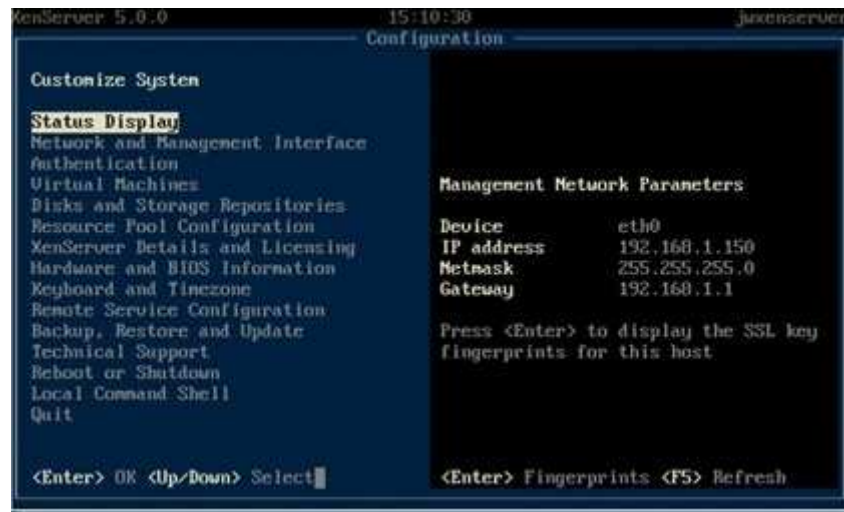 XenServer 5.0.0 15:10:30 juxenserver
Configuration
Customize System
Status Display
Network and Management Interface
Authentication
Virtual Machines
Disks and Storage Repositories
Resource Pool Configuration
XenServer Details and Licensing
Hardware and BIOS Information
Keyboard and Timezone
Remote Service Configuration
Backup, Restore and Update
Technical Support
Reboot or Shutdown
Local Command Shell
Quit
<Enter> OK <Up/Down> Select
Management Network Parameters
Device eth0
IP address 192.168.1.150
Netmask 255.255.255.0
Gateway 192.168.1.1
Press <Enter> to display the SSL key
fingerprints for this host
<Enter> Fingerprints <F5> Refresh